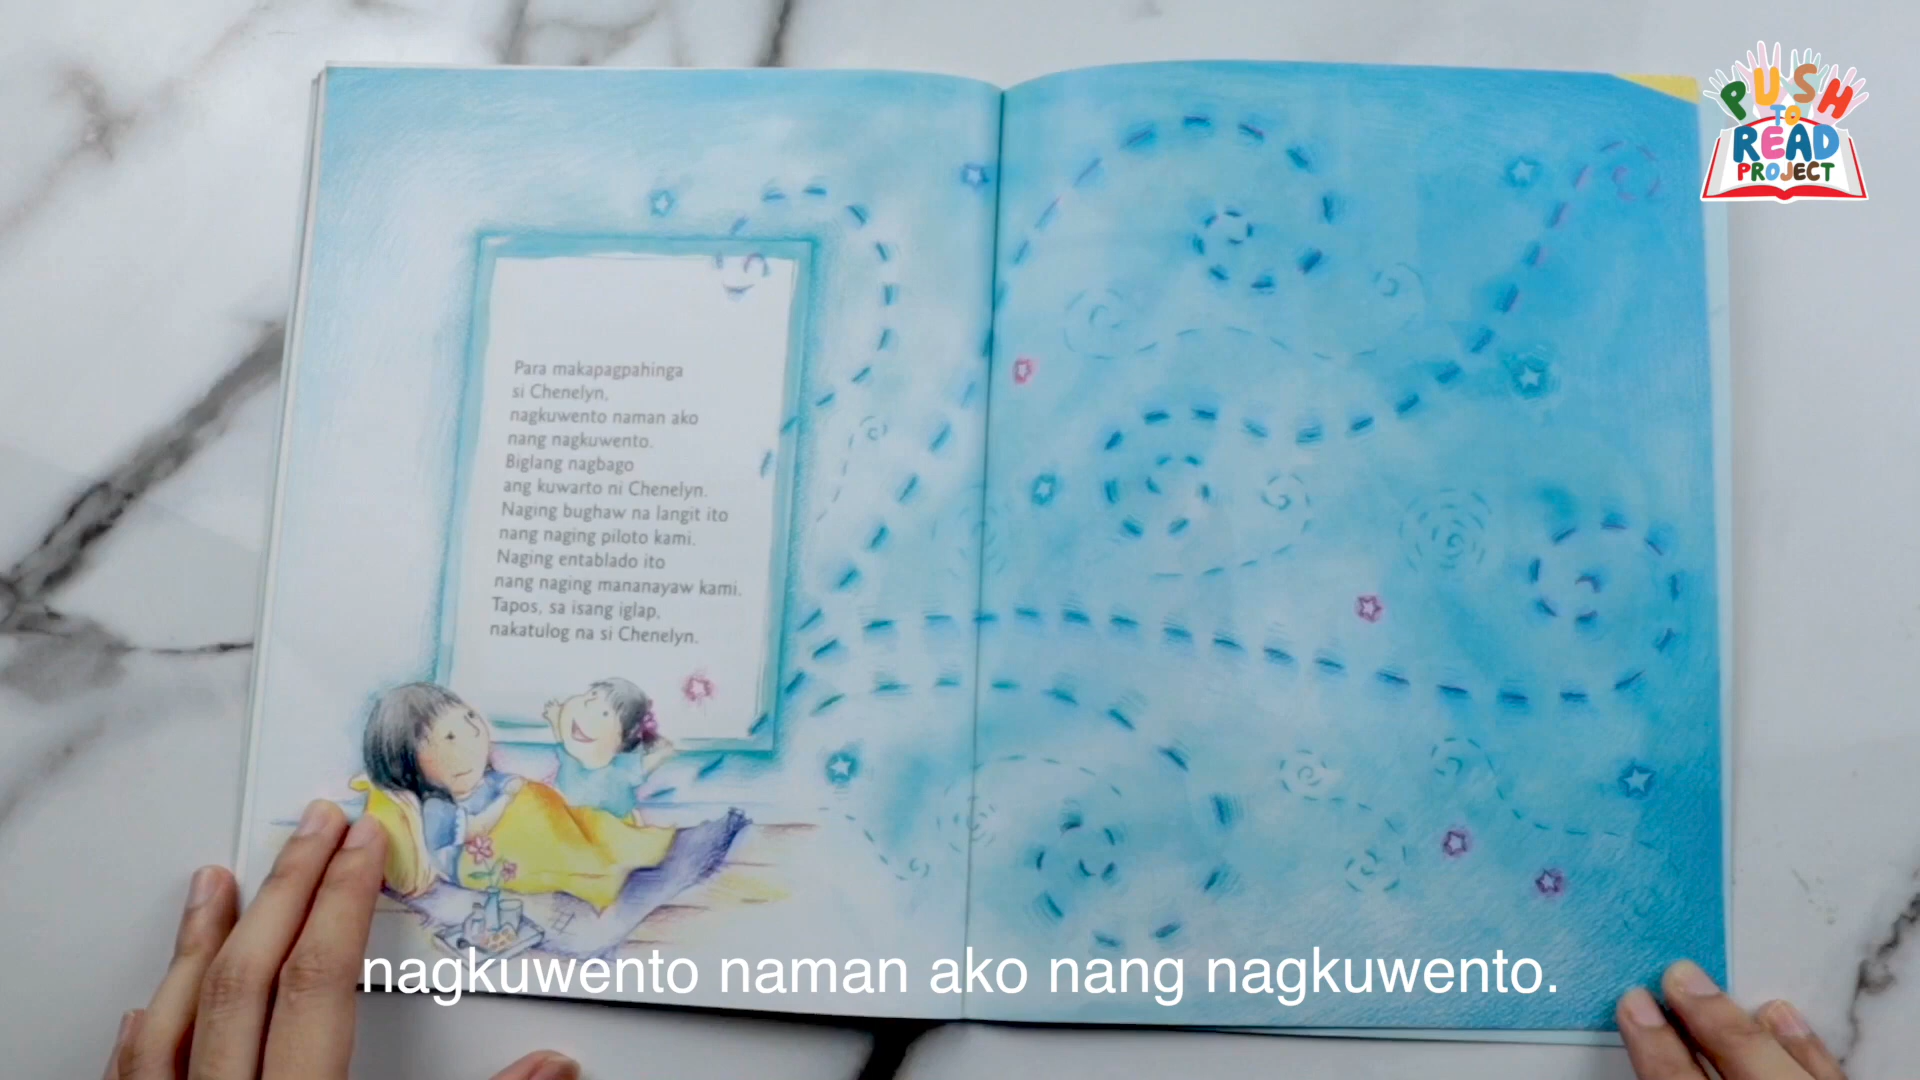 PUSH
TO
READ
PROJECT
Para makapagpahinga
si Chenelyn,
nagkuwento naman ako
nang nagkuwento.
Biglang nagbago
ang kuwarto ni Chenelyn.
Naging bughaw na langit ito
nang naging piloto kami.
Naging entablado ito
nang naging mananayaw kami.
Tapos, sa isang iglap,
nakatulog na si Chenelyn.
nagkuwento naman ako nang nagkuwento.